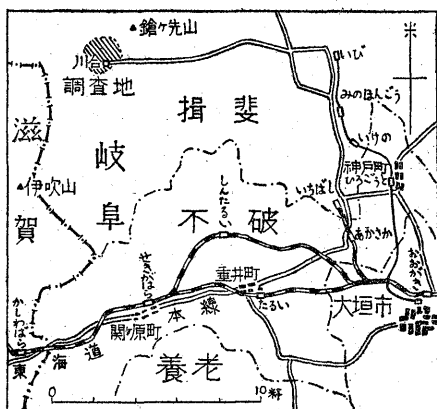 ▲鎗ヶ先山
川合
調査地
いび
みのほんごう
いけの
揖斐
神戸町
ひろごうど
滋賀
岐阜
▲伊吹山
不破
しんたるい
いちばし
あかさか
おおがき
せきがはら
垂井町
たるい
大垣市
かしわばら
関ヶ原町
東海道本線
養老
0 10粁